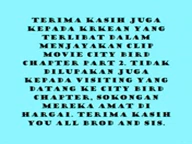 TERIMA KASIH JUGA
KEPADA KRKEAN YANG
TERLIBAT DALAM
MENJAYAKAN CLIP
MOVIE CITY BIRD
CHAPTER PART 2. TIDAK
DILUPAKAN JUGA
KEPADA VISITING YANG
DATANG KE CITY BIRD
CHAPTER, SOKONGAN
MEREKA AMAT DI
HARGAI. TERIMA KASIH
YOU ALL BROD AND SIS.